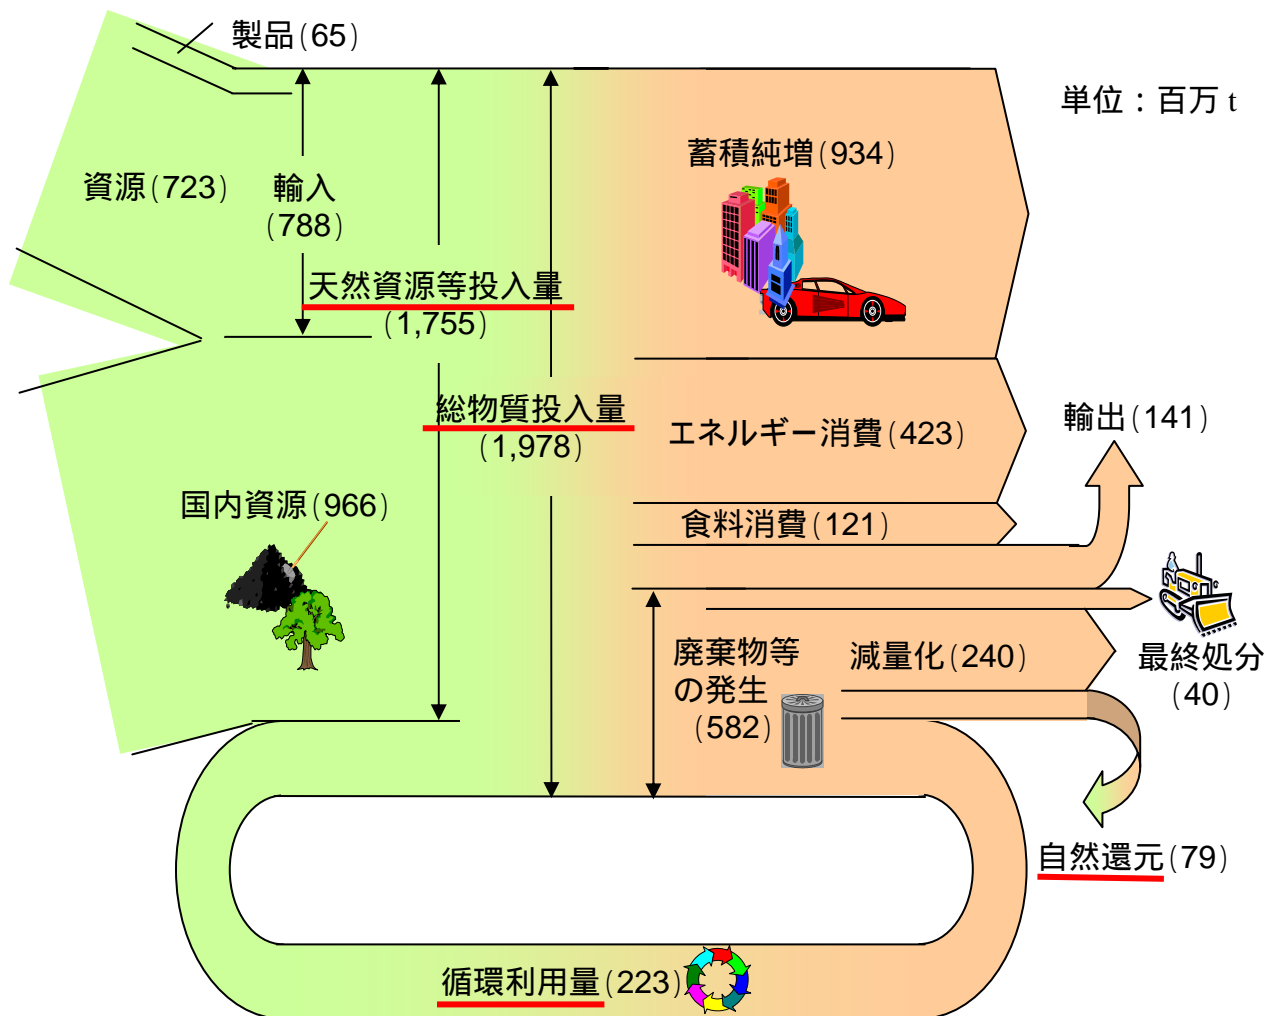 製品(65)
単位：百万 t
蓄積純増(934)
資源(723)
輸入
(788)
天然資源等投入量
(1,755)
総物質投入量
(1,978)
エネルギー消費(423)
輸出(141)
国内資源(966)
食料消費(121)
廃棄物等
の発生
(582)
減量化(240)
最終処分
(40)
自然還元(79)
循環利用量(223)